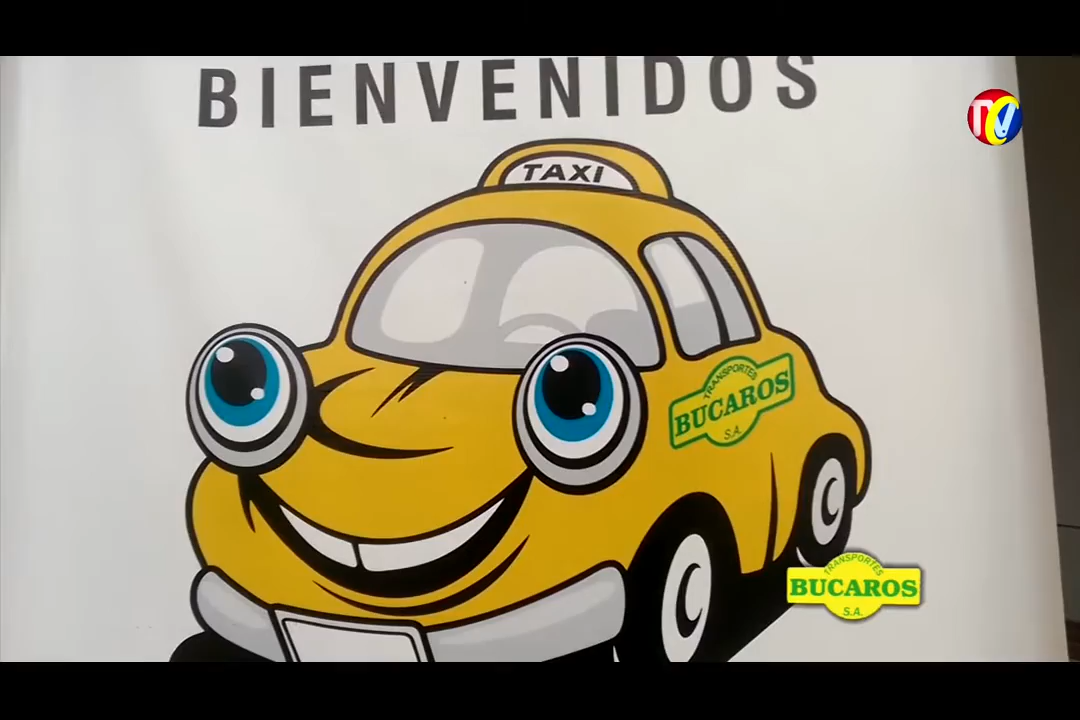 BIENVENIDOS
TAXI
TRANSPORTES
BUCAROS
S.A.
TRANSPORTES
BUCAROS
S.A.